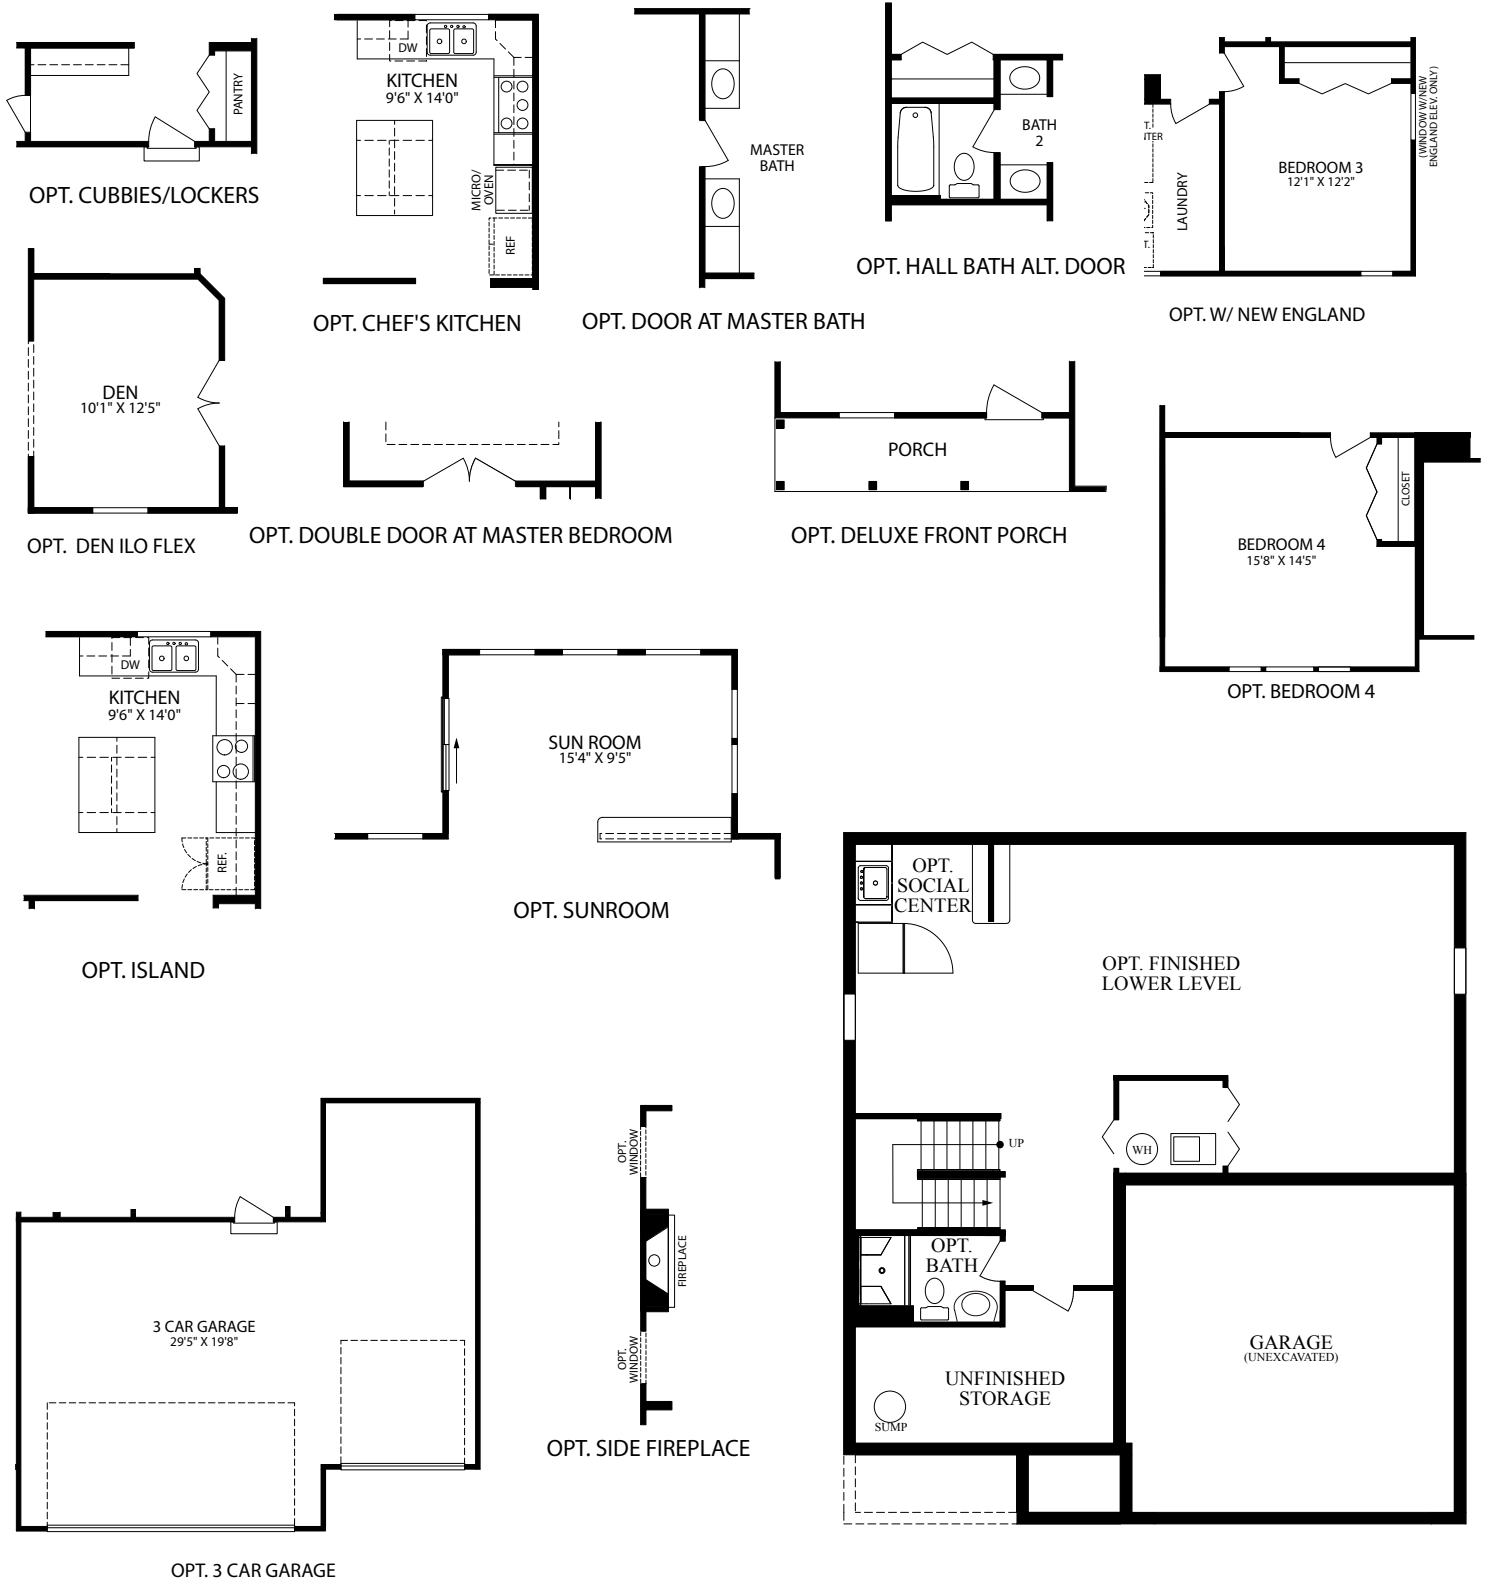 PANTRY
OPT. CUBBIES/LOCKERS
DW
KITCHEN
9'6" X 14'0"
MICRO/
OVEN
REF
OPT. CHEF'S KITCHEN
MASTER
BATH
OPT. DOOR AT MASTER BATH
BATH
2
OPT. HALL BATH ALT. DOOR
LAUNDRY
BEDROOM 3
12'1" X 12'2"
(WINDOW W/NEW
ENGLAND ELEV. ONLY)
OPT. W/ NEW ENGLAND
DEN
10'1" X 12'5"
OPT. DEN ILO FLEX
OPT. DOUBLE DOOR AT MASTER BEDROOM
PORCH
OPT. DELUXE FRONT PORCH
CLOSET
BEDROOM 4
15'8" X 14'5"
OPT. BEDROOM 4
DW
KITCHEN
9'6" X 14'0"
REF.
OPT. ISLAND
SUN ROOM
15'4" X 9'5"
OPT. SUNROOM
OPT.
SOCIAL
CENTER
OPT. FINISHED
LOWER LEVEL
UP
WH
OPT.
BATH
UNFINISHED
STORAGE
SUMP
GARAGE
(UNEXCAVATED)
3 CAR GARAGE
29'5" X 19'8"
OPT. 3 CAR GARAGE
OPT.
WINDOW
FIREPLACE
OPT.
WINDOW
OPT. SIDE FIREPLACE